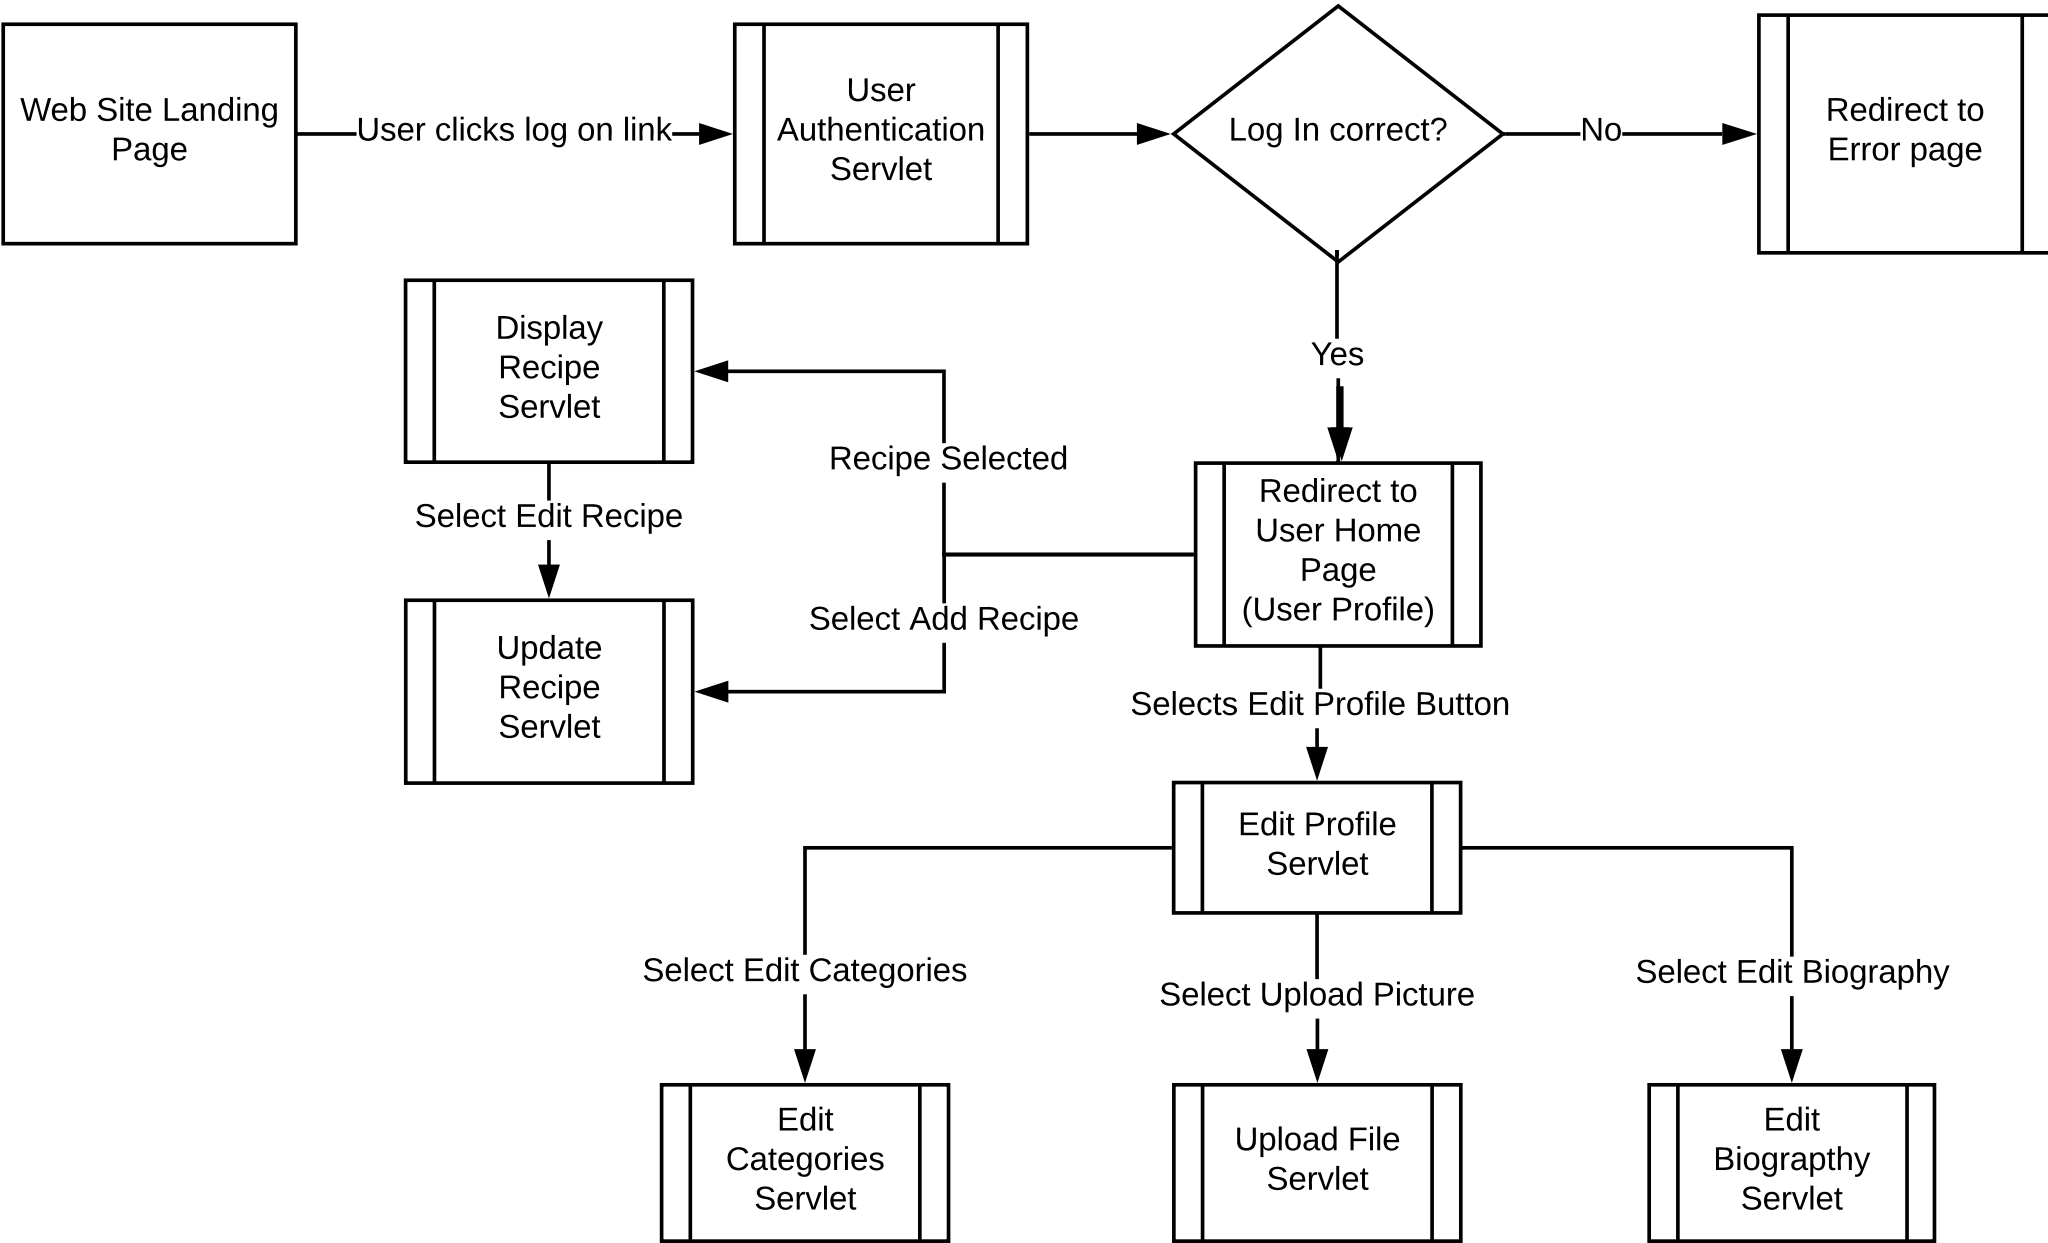 Web Site Landing
Page
User clicks log on link
User
Authentication
Servlet
Log In correct?
No
Redirect to
Error page
Yes
Display
Recipe
Servlet
Recipe Selected
Select Edit Recipe
Redirect to
User Home
Page
(User Profile)
Select Add Recipe
Update
Recipe
Servlet
Selects Edit Profile Button
Edit Profile
Servlet
Select Edit Categories
Select Upload Picture
Select Edit Biography
Edit
Categories
Servlet
Upload File
Servlet
Edit
Biograpthy
Servlet